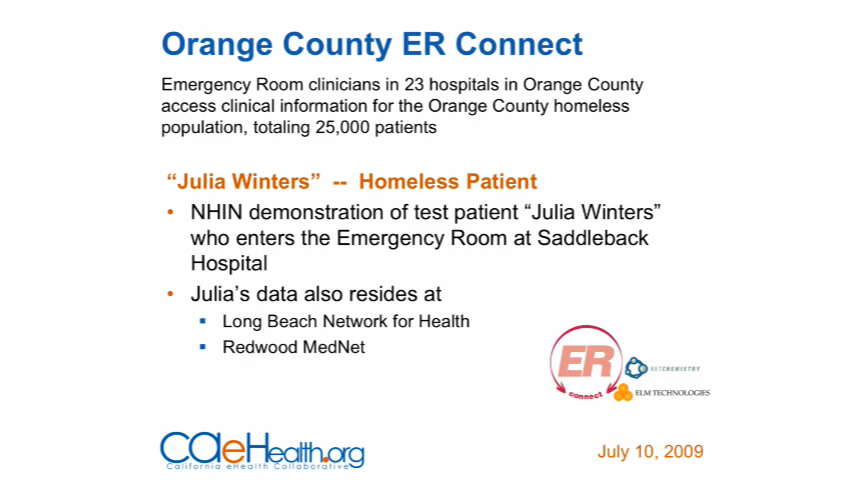 Orange County ER Connect
Emergency Room clinicians in 23 hospitals in Orange County
access clinical information for the Orange County homeless
population, totaling 25,000 patients
“Julia Winters” -- Homeless Patient
• NHIN demonstration of test patient “Julia Winters”
who enters the Emergency Room at Saddleback
Hospital
• Julia’s data also resides at
▪ Long Beach Network for Health
▪ Redwood MedNet
ER
connect
NETCHEMISTRY
ELM TECHNOLOGIES
CAeHealth.org
California eHealth Collaborative
July 10, 2009